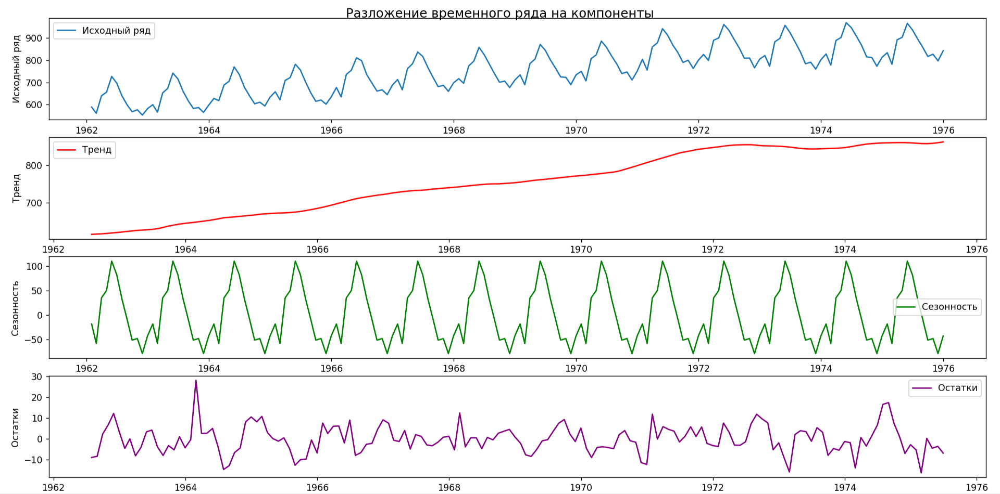 Разложение временного ряда на компоненты
Исходный ряд
Исходный ряд
900
800
700
600
1962 1964 1966 1968 1970 1972 1974 1976
Тренд
Тренд
800
700
1962 1964 1966 1968 1970 1972 1974 1976
Сезонность
Сезонность
100
50
0
−50
1962 1964 1966 1968 1970 1972 1974 1976
Остатки
Остатки
30
20
10
0
−10
1962 1964 1966 1968 1970 1972 1974 1976